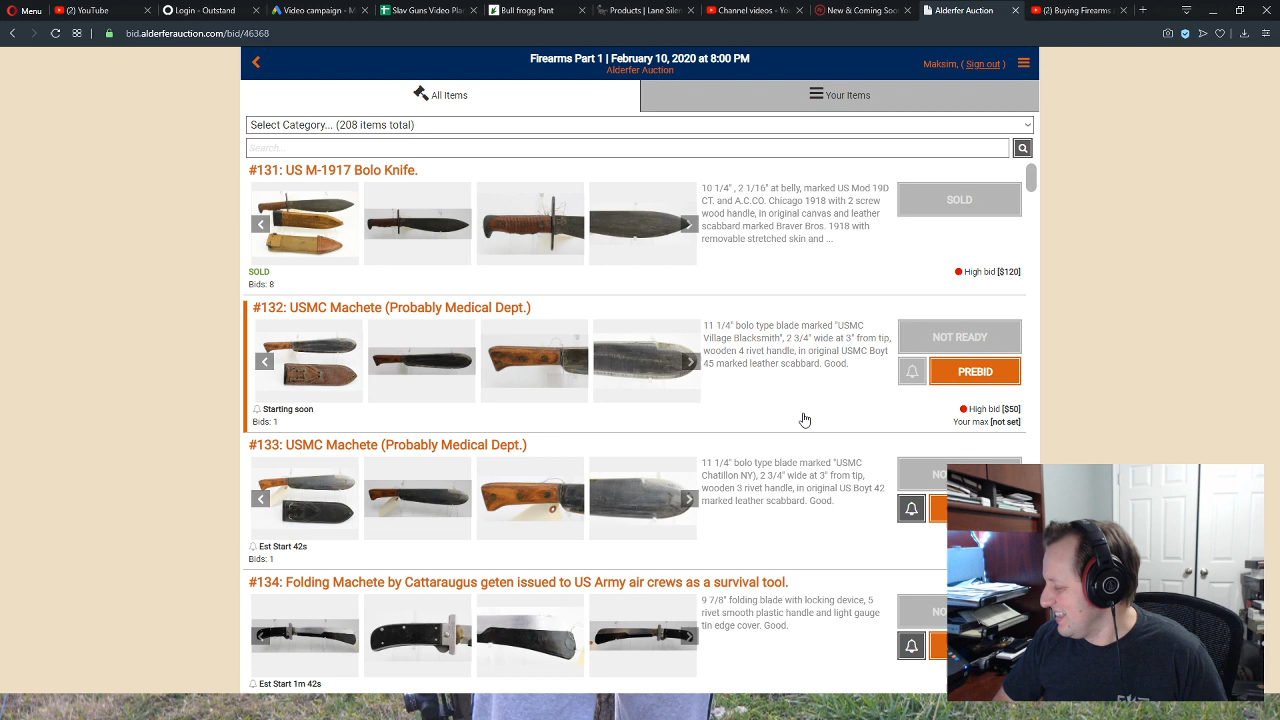 Menu
(2) YouTube
Login - Outstand
Video campaign - M
Slav Guns Video Plan
Bull frogg Pant
Products | Lane Silen
Channel videos - You
New & Coming Soo
Alderfer Auction
(2) Buying Firearms
bid.alderferauction.com/bid/46368
Firearms Part 1 | February 10, 2020 at 8:00 PM
Alderfer Auction
Maksim, ( Sign out )
All Items
Your Items
Select Category... (208 items total)
Search...
#131: US M-1917 Bolo Knife.
10 1/4" , 2 1/16" at belly, marked US Mod 19D
CT. and A.C.CO. Chicago 1918 with 2 screw
wood handle, in original canvas and leather
scabbard marked Braver Bros. 1918 with
removable stretched skin and ...
SOLD
SOLD
Bids: 8
High bid [$120]
#132: USMC Machete (Probably Medical Dept.)
11 1/4" bolo type blade marked "USMC
Village Blacksmith", 2 3/4" wide at 3" from tip,
wooden 4 rivet handle, in original USMC Boyt
45 marked leather scabbard. Good.
NOT READY
PREBID
Starting soon
Bids: 1
High bid [$50]
Your max [not set]
#133: USMC Machete (Probably Medical Dept.)
11 1/4" bolo type blade marked "USMC
Chatillon NY), 2 3/4" wide at 3" from tip,
wooden 3 rivet handle, in original US Boyt 42
marked leather scabbard. Good.
NO
Est Start 42s
Bids: 1
#134: Folding Machete by Cattaraugus geten issued to US Army air crews as a survival tool.
9 7/8" folding blade with locking device, 5
rivet smooth plastic handle and light gauge
tin edge cover. Good.
NO
Est Start 1m 42s